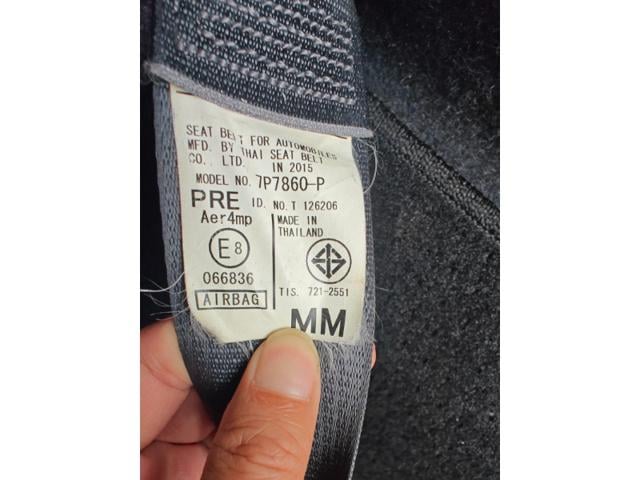 SEAT BELT FOR AUTOMOBILES
MFD. BY THAI SEAT BELT
CO., LTD. IN 2015
MODEL NO. 7P7860-P
PRE ID. NO. T 126206
Aer4mp
MADE IN
THAILAND
E8
066836
TIS. 721-2551
AIRBAG
MM